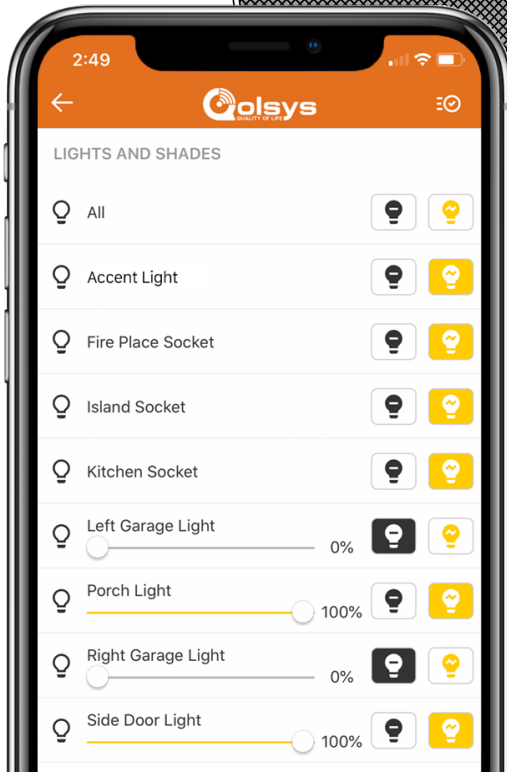 2:49
Qolsys
QUALITY OF LIFE
LIGHTS AND SHADES
All
Accent Light
Fire Place Socket
Island Socket
Kitchen Socket
Left Garage Light
0%
Porch Light
100%
Right Garage Light
0%
Side Door Light
100%